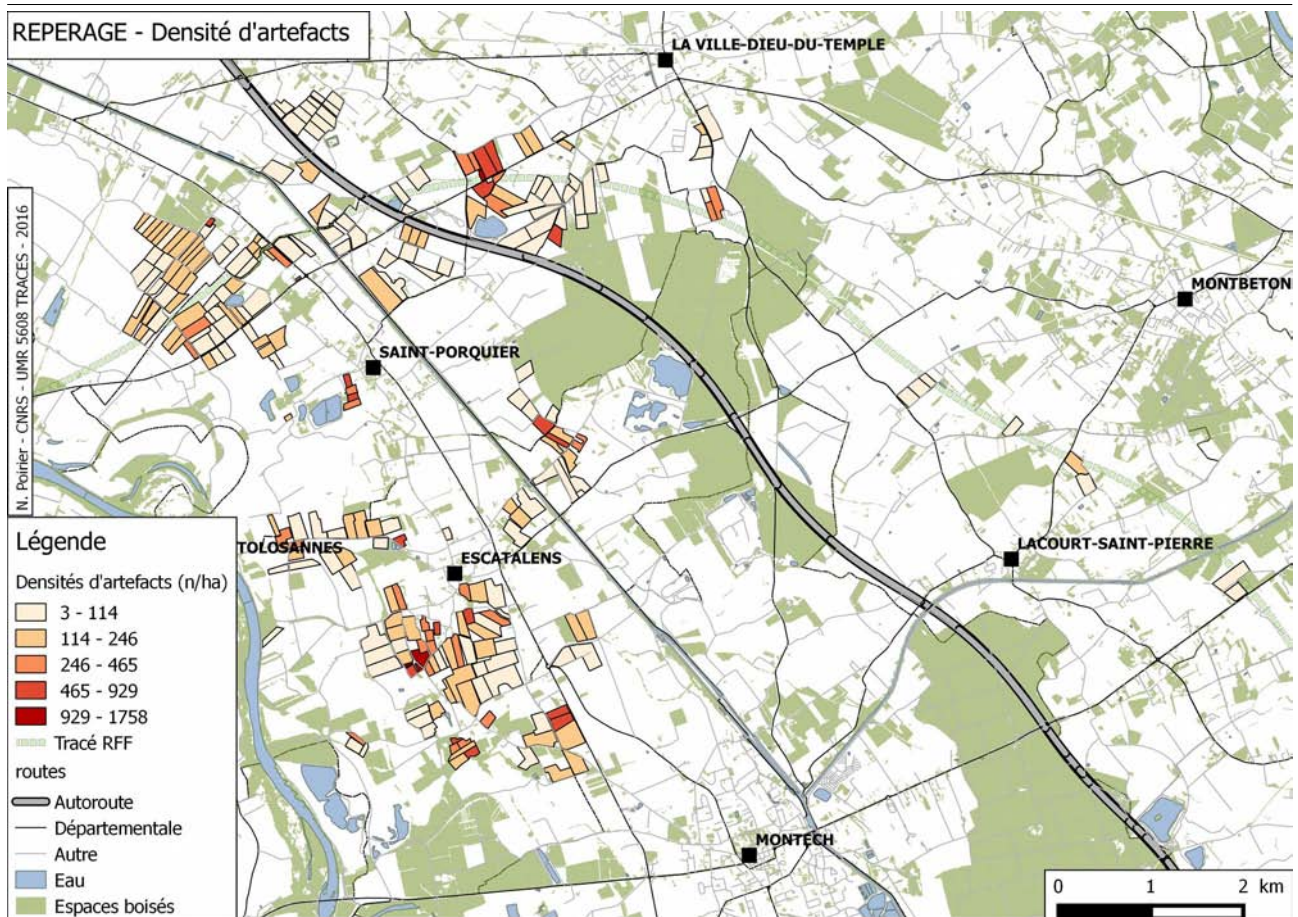 REPERAGE - Densité d'artefacts
LA VILLE-DIEU-DU-TEMPLE
MONTBETON
SAINT-PORQUIER
N. Poirier - CNRS - UMR 5608 TRACES - 2016
TOLOSANNES
ESCATALENS
LACOURT-SAINT-PIERRE
MONTECH
Légende
Densités d'artefacts (n/ha)
3 - 114
114 - 246
246 - 465
465 - 929
929 - 1758
Tracé RFF
routes
Autoroute
Départementale
Autre
Eau
Espaces boisés
0 1 2 km